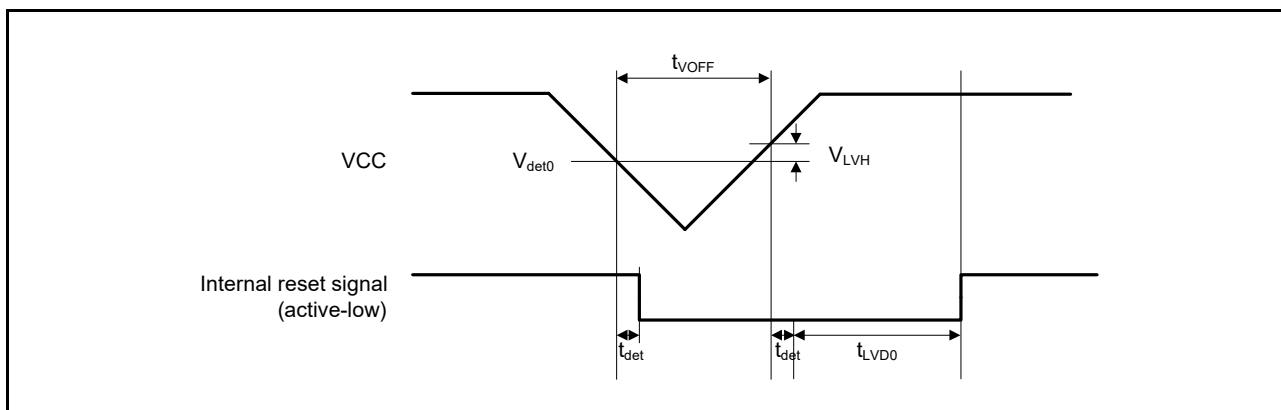 tVOFF
VCC
Vdet0
VLVH
Internal reset signal
(active-low)
tdet
tdet
tLVD0